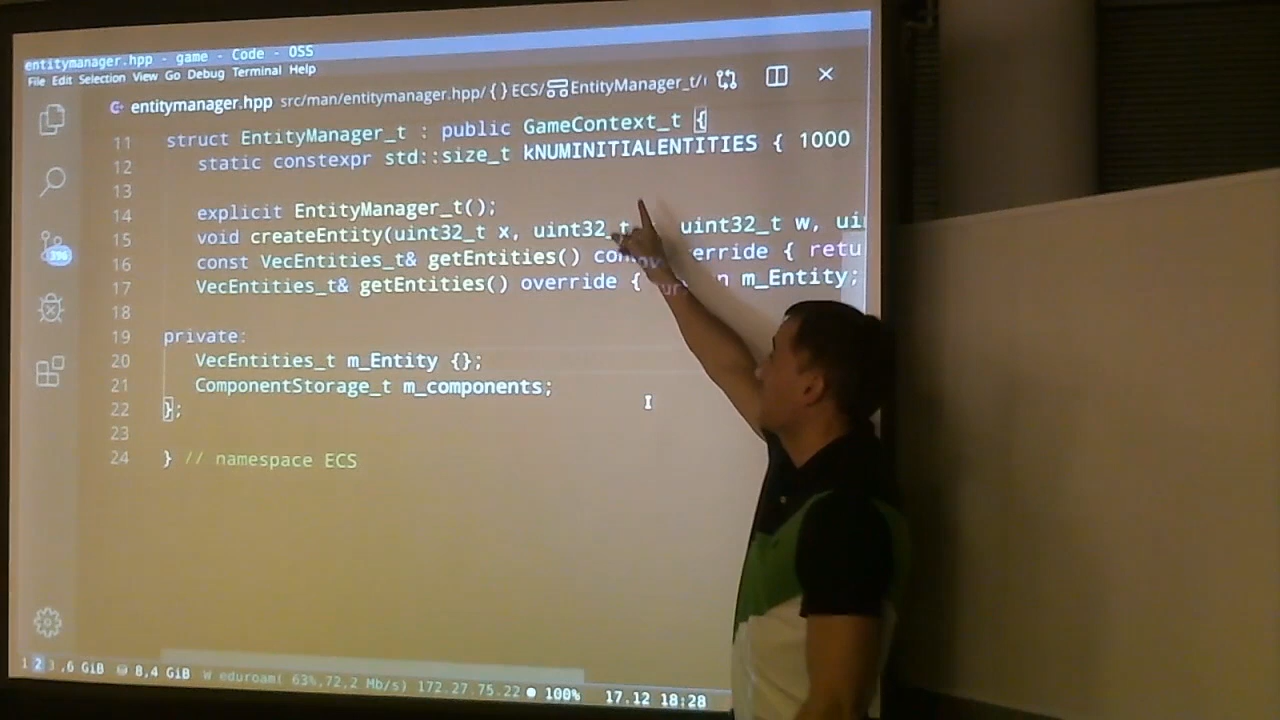 entitymanager.hpp - game - Code - OSS
File Edit Selection View Go Debug Terminal Help
entitymanager.hpp src/man/entitymanager.hpp/ {} ECS/ EntityManager_t/
11 struct EntityManager_t : public GameContext_t {
12 static constexpr std::size_t kNUMINITIALENTITIES { 1000
13
14 explicit EntityManager_t();
15 void createEntity(uint32_t x, uint32_t uint32_t w, ui
16 const VecEntities_t& getEntities() override { retu
17 VecEntities_t& getEntities() override { m_Entity;
18
19 private:
20 VecEntities_t m_Entity {};
21 ComponentStorage_t m_components;
22 };
23
24 } // namespace ECS
396
1 2 3 ,6 GiB 8,4 GiB W eduroam( 63%,72,2 Mb/s) 172.27.75.22 100% 17.12 18:28